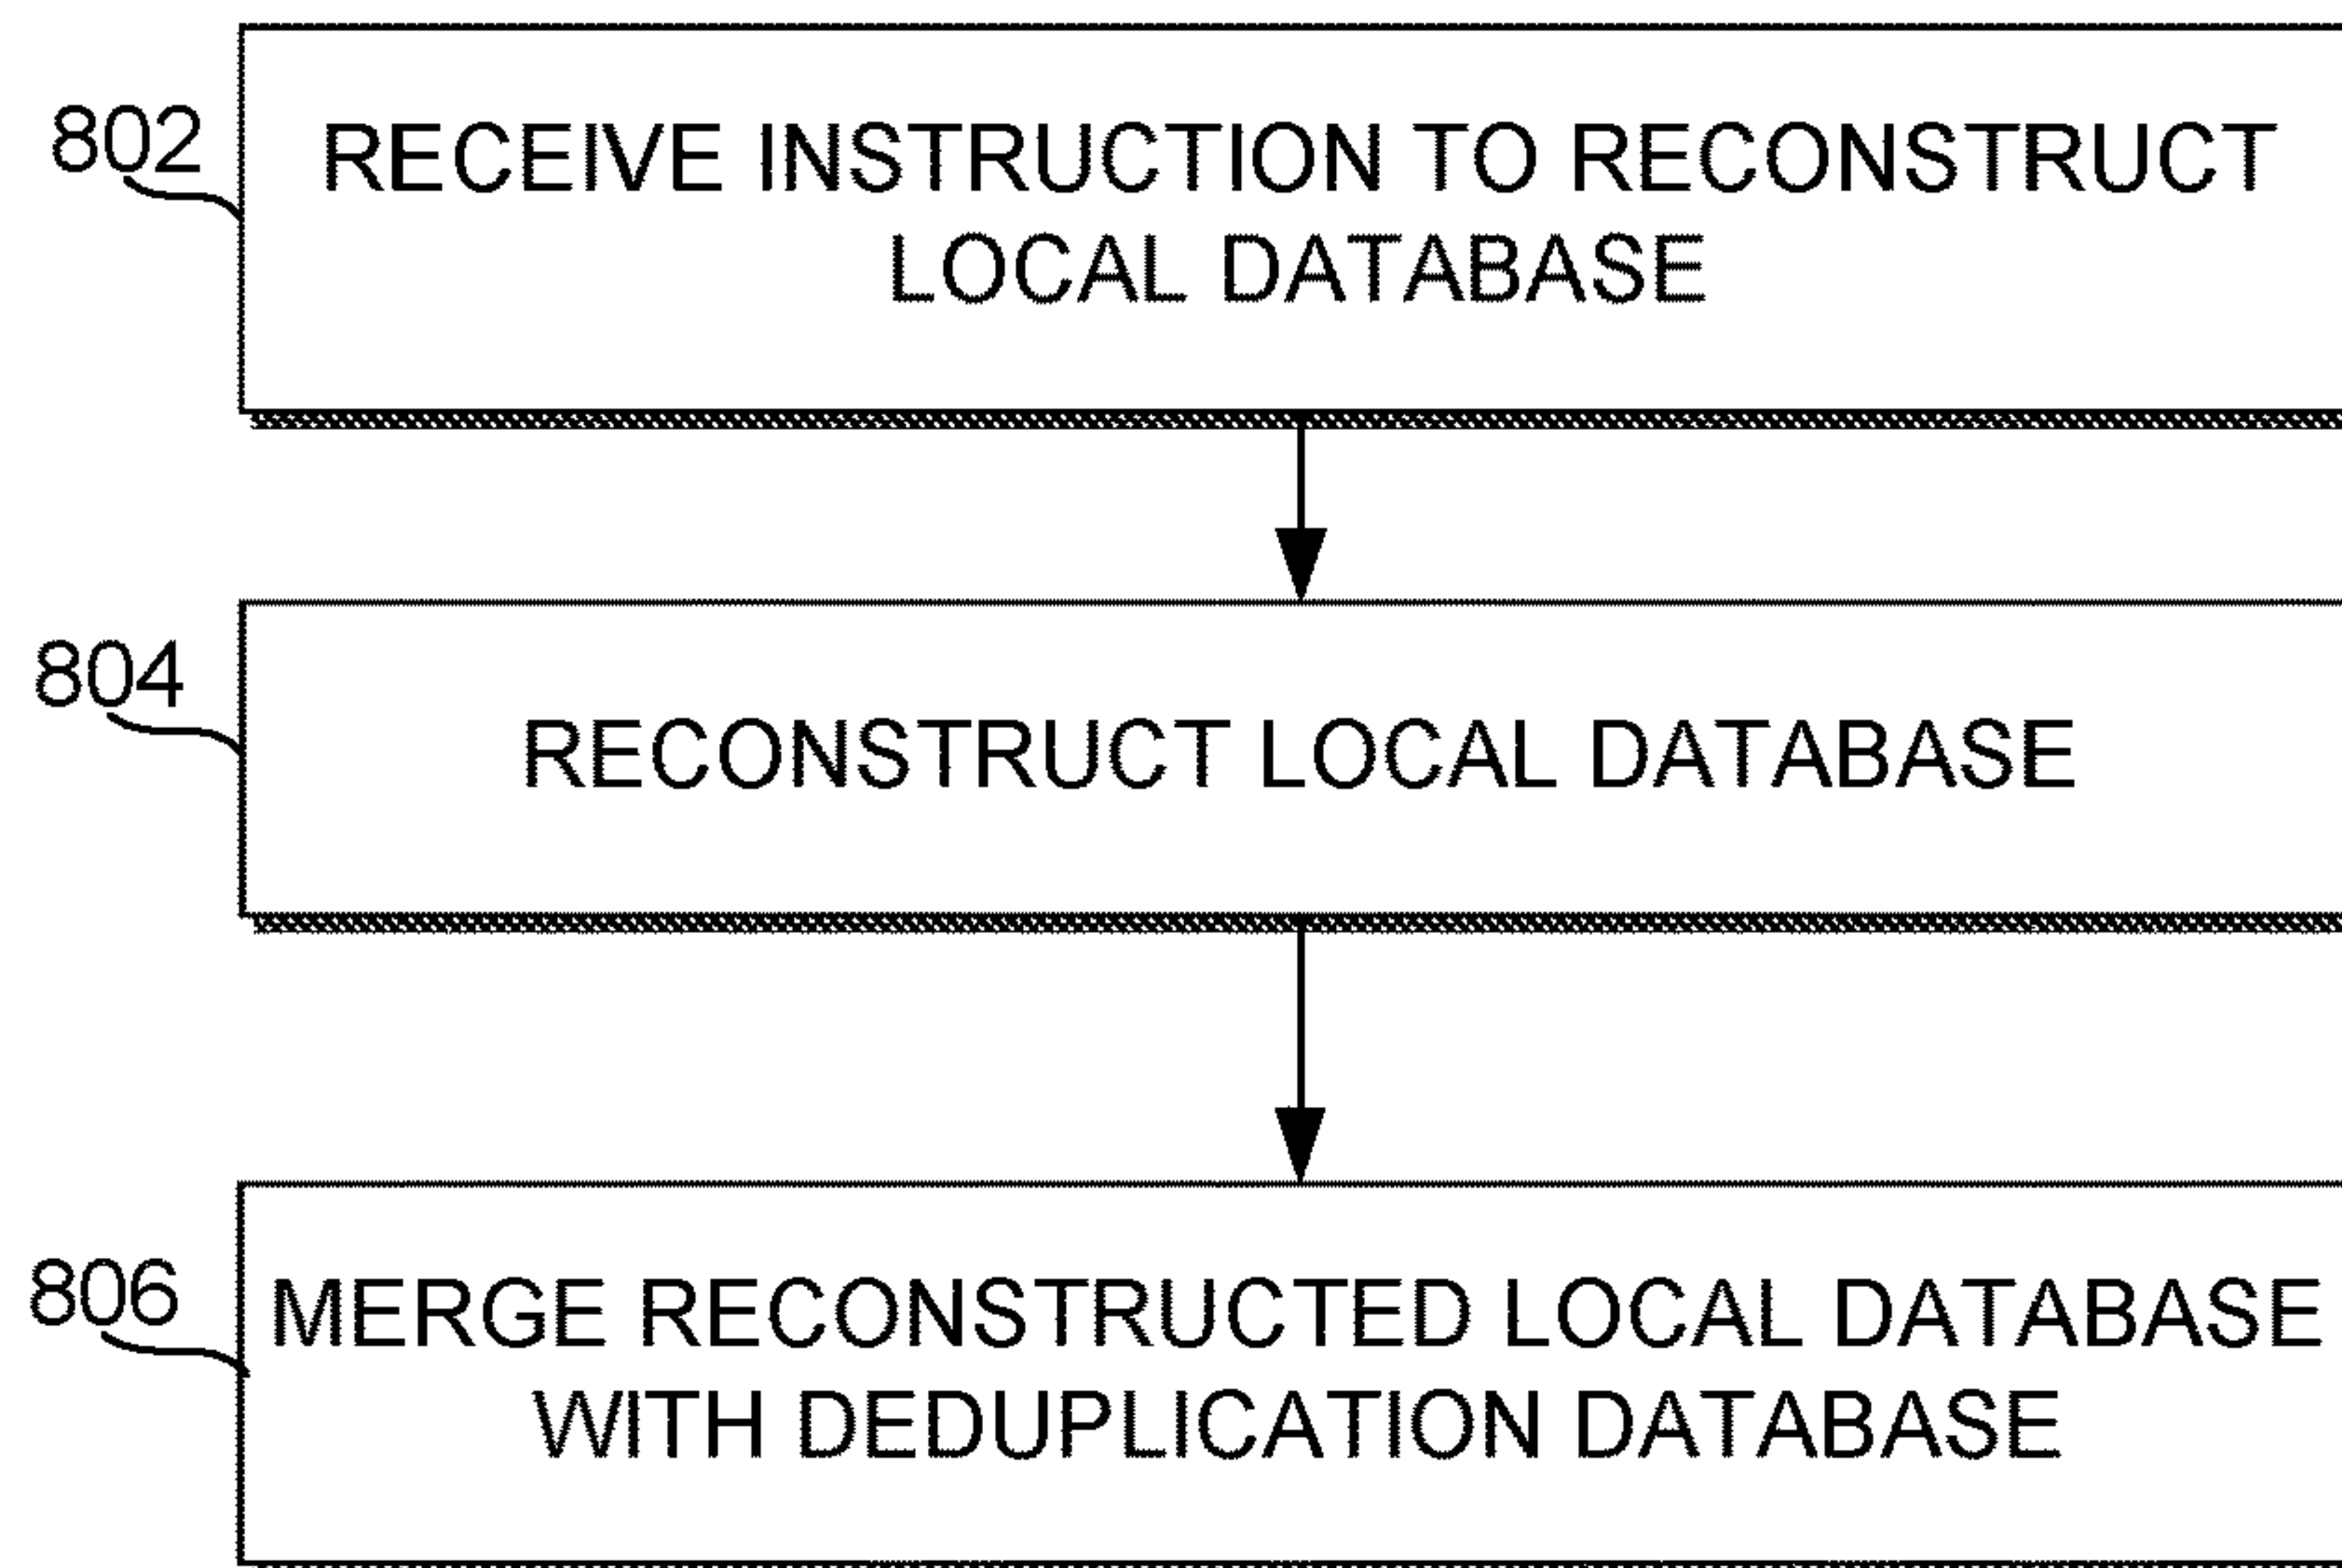 802
RECEIVE INSTRUCTION TO RECONSTRUCT
LOCAL DATABASE
804
RECONSTRUCT LOCAL DATABASE
806
MERGE RECONSTRUCTED LOCAL DATABASE
WITH DEDUPLICATION DATABASE